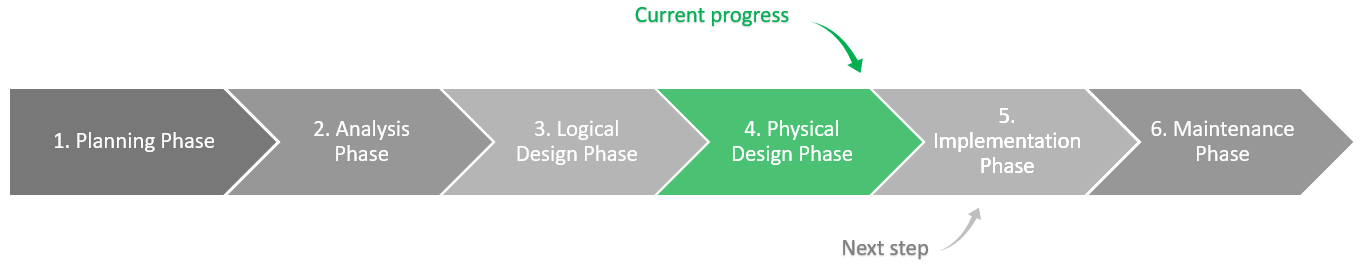 Current progress
1. Planning Phase
2. Analysis
Phase
3. Logical
Design Phase
4. Physical
Design Phase
5.
Implementation
Phase
6. Maintenance
Phase
Next step